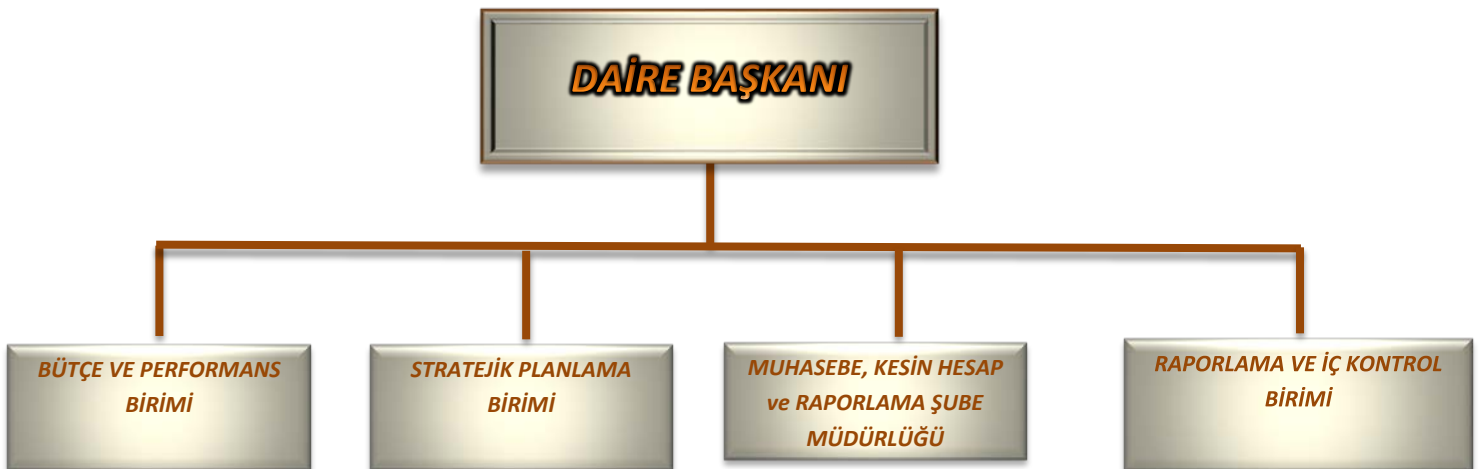 DAİRE BAŞKANI
BÜTÇE VE PERFORMANS
BİRİMİ
STRATEJİK PLANLAMA
BİRİMİ
MUHASEBE, KESİN HESAP
ve RAPORLAMA ŞUBE
MÜDÜRLÜĞÜ
RAPORLAMA VE İÇ KONTROL
BİRİMİ